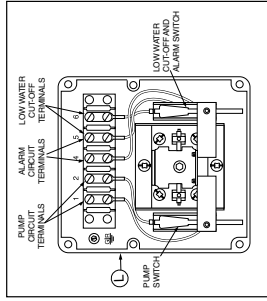 PUMP
CIRCUIT
TERMINALS
ALARM
CIRCUIT
TERMINALS
LOW WATER
CUT-OFF
TERMINALS
1
2
4
5
6
L
PUMP
SWITCH
LOW WATER
CUT-OFF AND
ALARM SWITCH